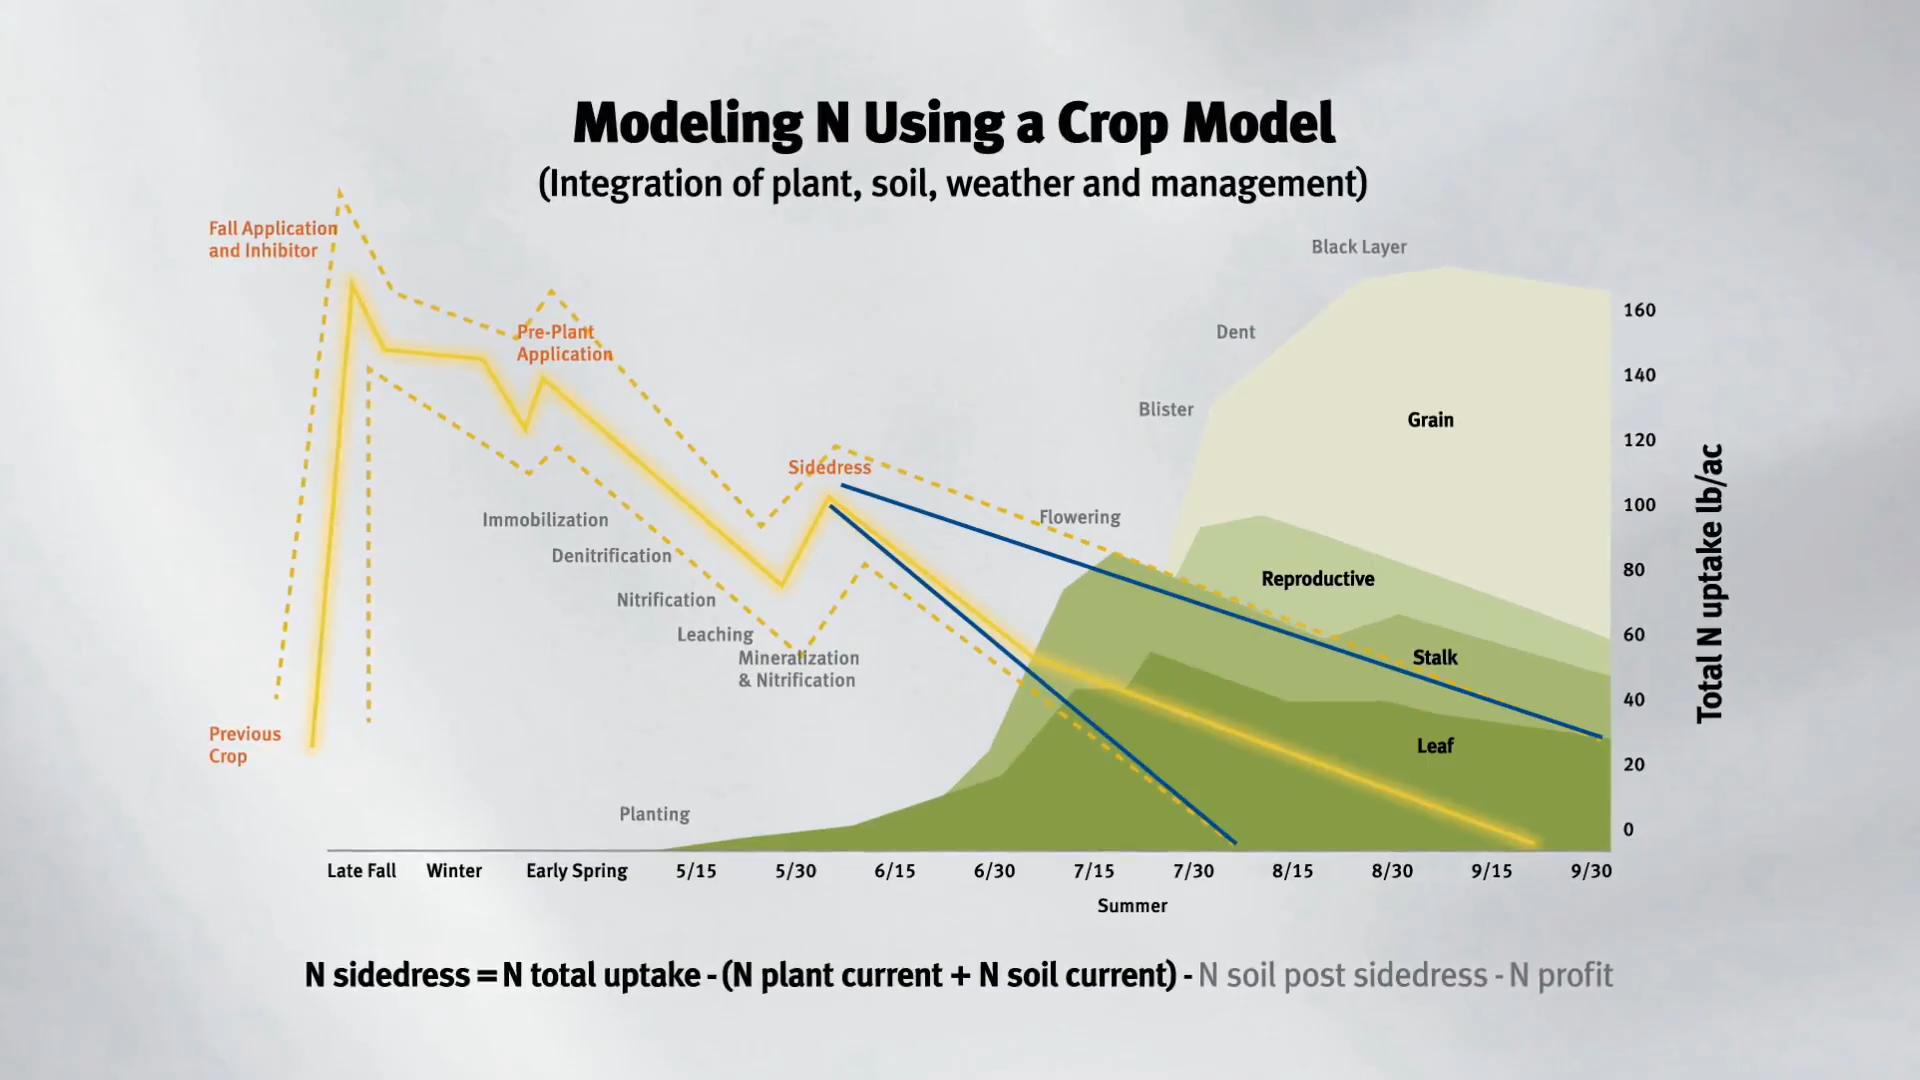 Modeling N Using a Crop Model
(Integration of plant, soil, weather and management)
Fall Application
and Inhibitor
Black Layer
160
Pre-Plant
Application
Dent
140
Blister
Grain
120
Sidedress
100
Immobilization
Flowering
Denitrification
80
Reproductive
Nitrification
Leaching
60
Mineralization
& Nitrification
Stalk
40
Total N uptake lb/ac
Previous
Crop
Leaf
20
Planting
0
Late Fall Winter Early Spring 5/15 5/30 6/15 6/30 7/15 7/30 8/15 8/30 9/15 9/30
Summer
N sidedress = N total uptake - (N plant current + N soil current) - N soil post sidedress - N profit